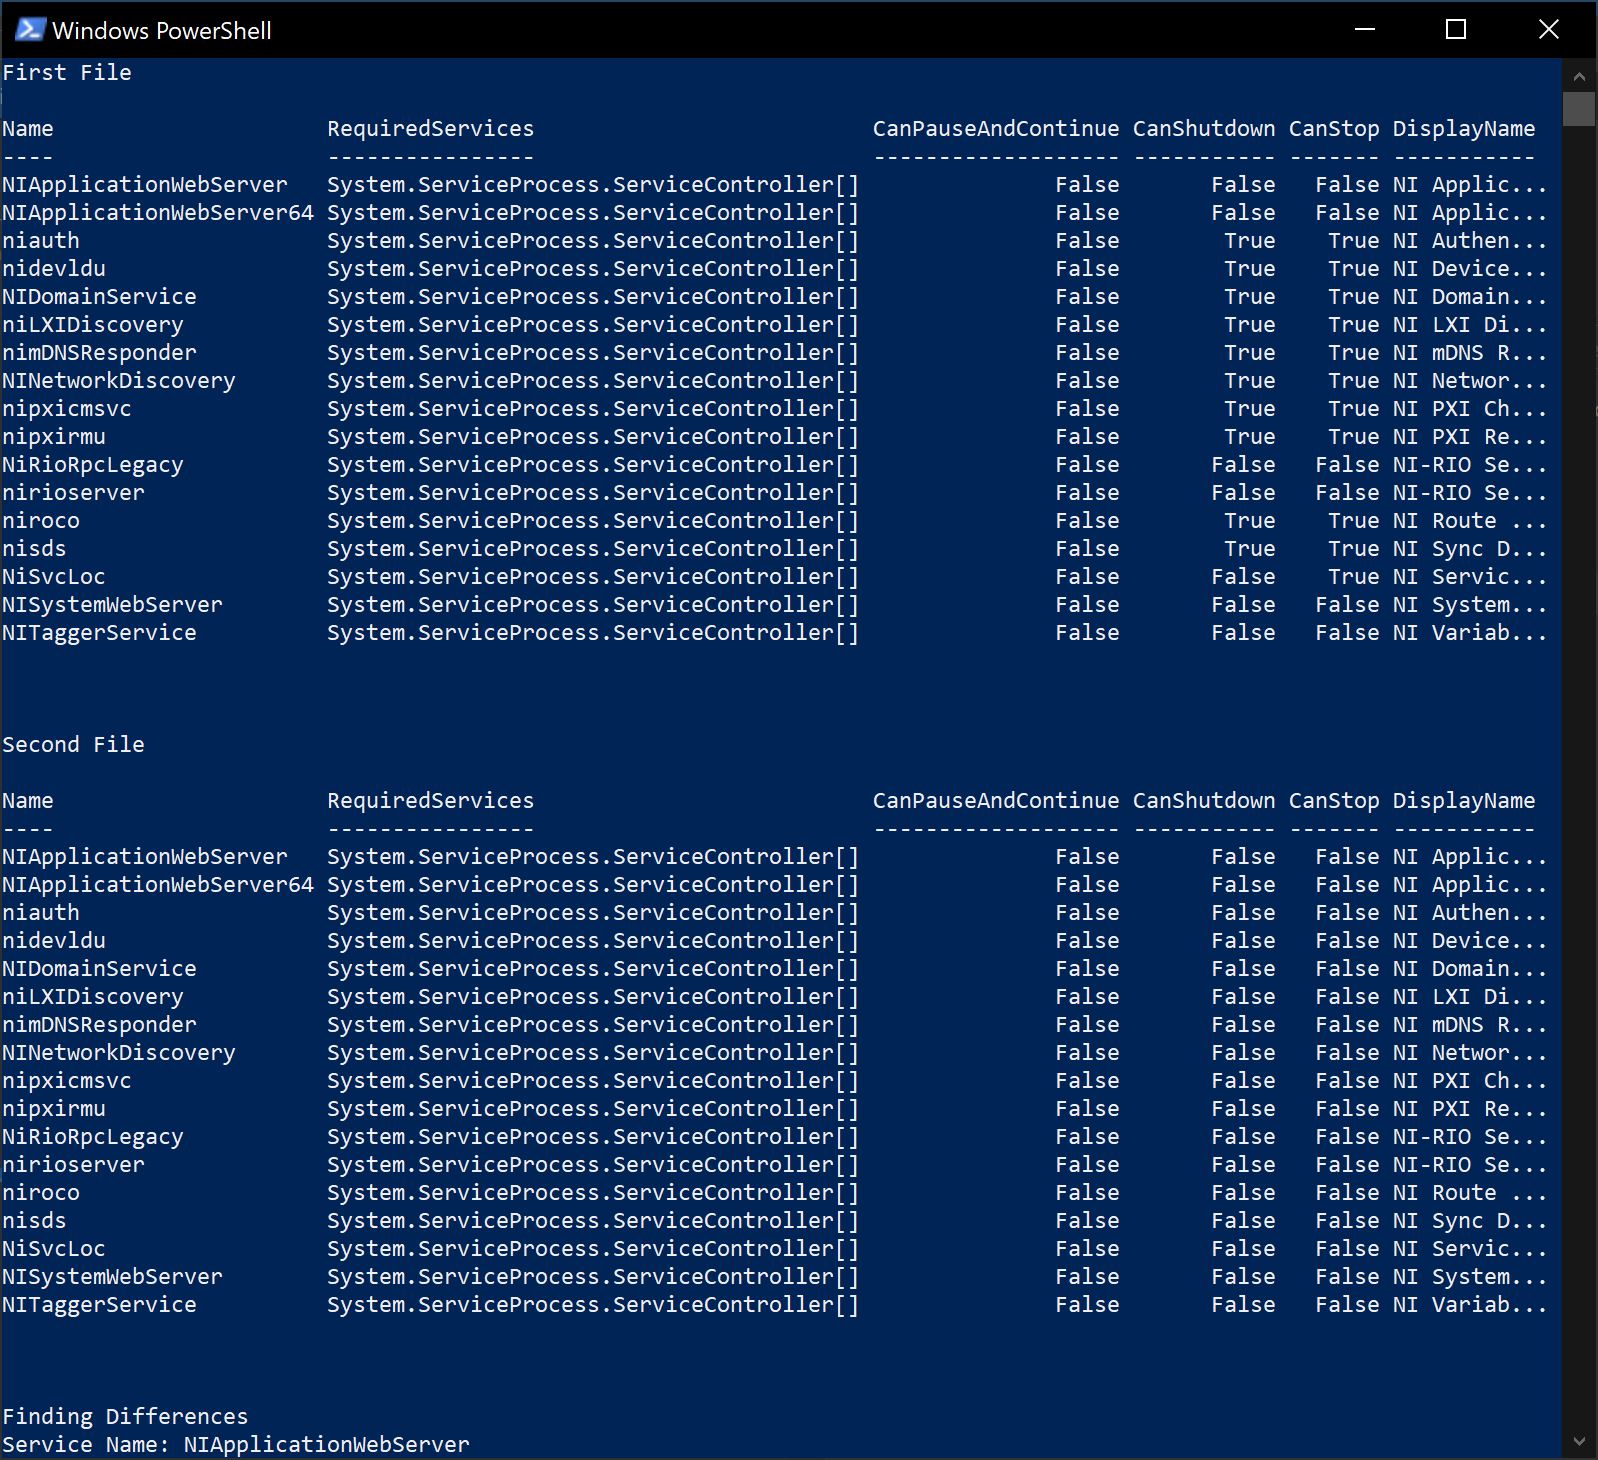 Windows PowerShell
First File
Name RequiredServices CanPauseAndContinue CanShutdown CanStop DisplayName
---- ---------------- ------------------- ----------- ------- -----------
NIApplicationWebServer System.ServiceProcess.ServiceController[] False False False NI Applic...
NIApplicationWebServer64 System.ServiceProcess.ServiceController[] False False False NI Applic...
niauth System.ServiceProcess.ServiceController[] False True True NI Authen...
nidevldu System.ServiceProcess.ServiceController[] False True True NI Device...
NIDomainService System.ServiceProcess.ServiceController[] False True True NI Domain...
niLXIDiscovery System.ServiceProcess.ServiceController[] False True True NI LXI Di...
nimDNSResponder System.ServiceProcess.ServiceController[] False True True NI mDNS R...
NINetworkDiscovery System.ServiceProcess.ServiceController[] False True True NI Networ...
nipxicmsvc System.ServiceProcess.ServiceController[] False True True NI PXI Ch...
nipxirmu System.ServiceProcess.ServiceController[] False True True NI PXI Re...
NiRioRpcLegacy System.ServiceProcess.ServiceController[] False False False NI-RIO Se...
nirioserver System.ServiceProcess.ServiceController[] False False False NI-RIO Se...
niroco System.ServiceProcess.ServiceController[] False True True NI Route ...
nisds System.ServiceProcess.ServiceController[] False True True NI Sync D...
NiSvcLoc System.ServiceProcess.ServiceController[] False False True NI Servic...
NISystemWebServer System.ServiceProcess.ServiceController[] False False False NI System...
NITaggerService System.ServiceProcess.ServiceController[] False False False NI Variab...
Second File
Name RequiredServices CanPauseAndContinue CanShutdown CanStop DisplayName
---- ---------------- ------------------- ----------- ------- -----------
NIApplicationWebServer System.ServiceProcess.ServiceController[] False False False NI Applic...
NIApplicationWebServer64 System.ServiceProcess.ServiceController[] False False False NI Applic...
niauth System.ServiceProcess.ServiceController[] False False False NI Authen...
nidevldu System.ServiceProcess.ServiceController[] False False False NI Device...
NIDomainService System.ServiceProcess.ServiceController[] False False False NI Domain...
niLXIDiscovery System.ServiceProcess.ServiceController[] False False False NI LXI Di...
nimDNSResponder System.ServiceProcess.ServiceController[] False False False NI mDNS R...
NINetworkDiscovery System.ServiceProcess.ServiceController[] False False False NI Networ...
nipxicmsvc System.ServiceProcess.ServiceController[] False False False NI PXI Ch...
nipxirmu System.ServiceProcess.ServiceController[] False False False NI PXI Re...
NiRioRpcLegacy System.ServiceProcess.ServiceController[] False False False NI-RIO Se...
nirioserver System.ServiceProcess.ServiceController[] False False False NI-RIO Se...
niroco System.ServiceProcess.ServiceController[] False False False NI Route ...
nisds System.ServiceProcess.ServiceController[] False False False NI Sync D...
NiSvcLoc System.ServiceProcess.ServiceController[] False False False NI Servic...
NISystemWebServer System.ServiceProcess.ServiceController[] False False False NI System...
NITaggerService System.ServiceProcess.ServiceController[] False False False NI Variab...
Finding Differences
Service Name: NIApplicationWebServer